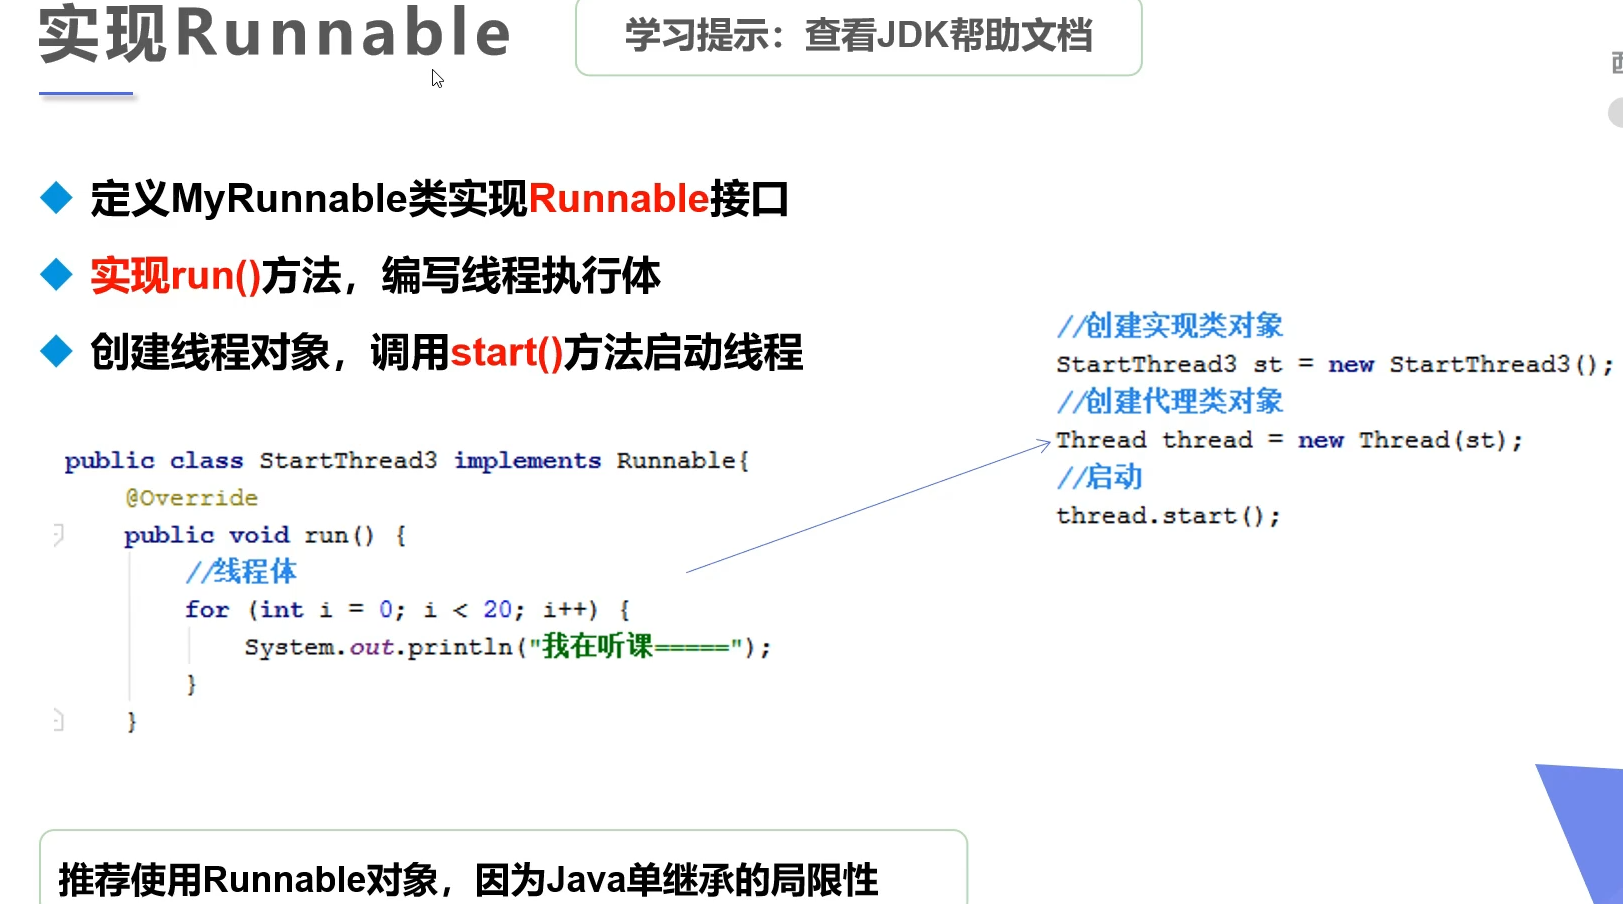 实现Runnable
学习提示：查看JDK帮助文档
定义MyRunnable类实现Runnable接口
实现run()方法，编写线程执行体
创建线程对象，调用start()方法启动线程
public class StartThread3 implements Runnable{
@Override
public void run() {
//线程体
for (int i = 0; i < 20; i++) {
System.out.println("我在听课=====");
}
}
//创建实现类对象
StartThread3 st = new StartThread3();
//创建代理类对象
Thread thread = new Thread(st);
//启动
thread.start();
推荐使用Runnable对象，因为Java单继承的局限性